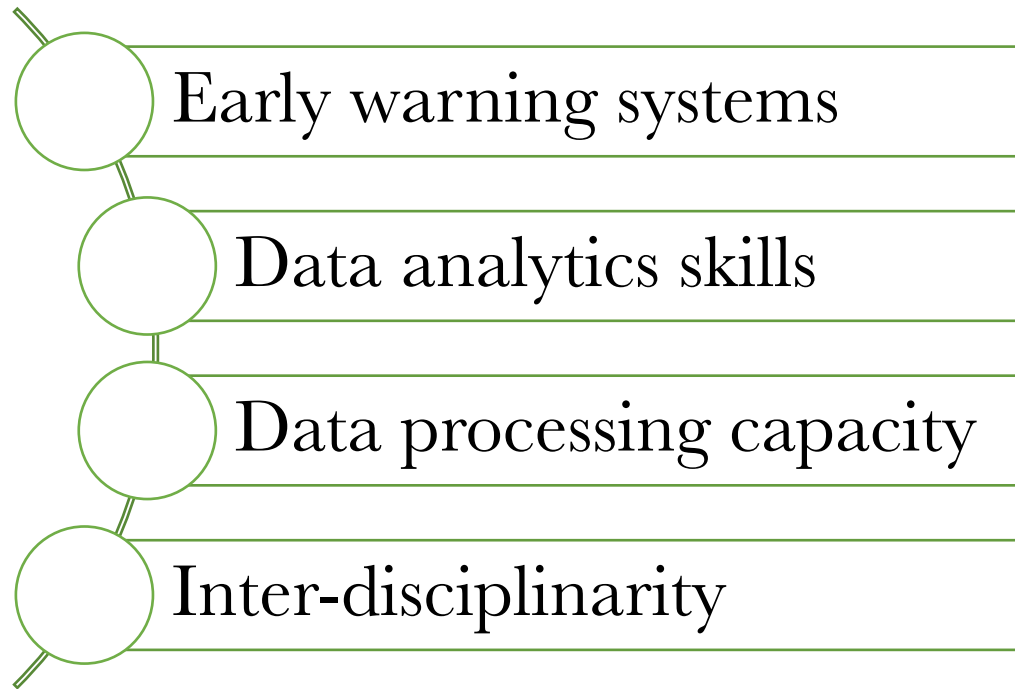 Early warning systems
Data analytics skills
Data processing capacity
Inter-disciplinarity